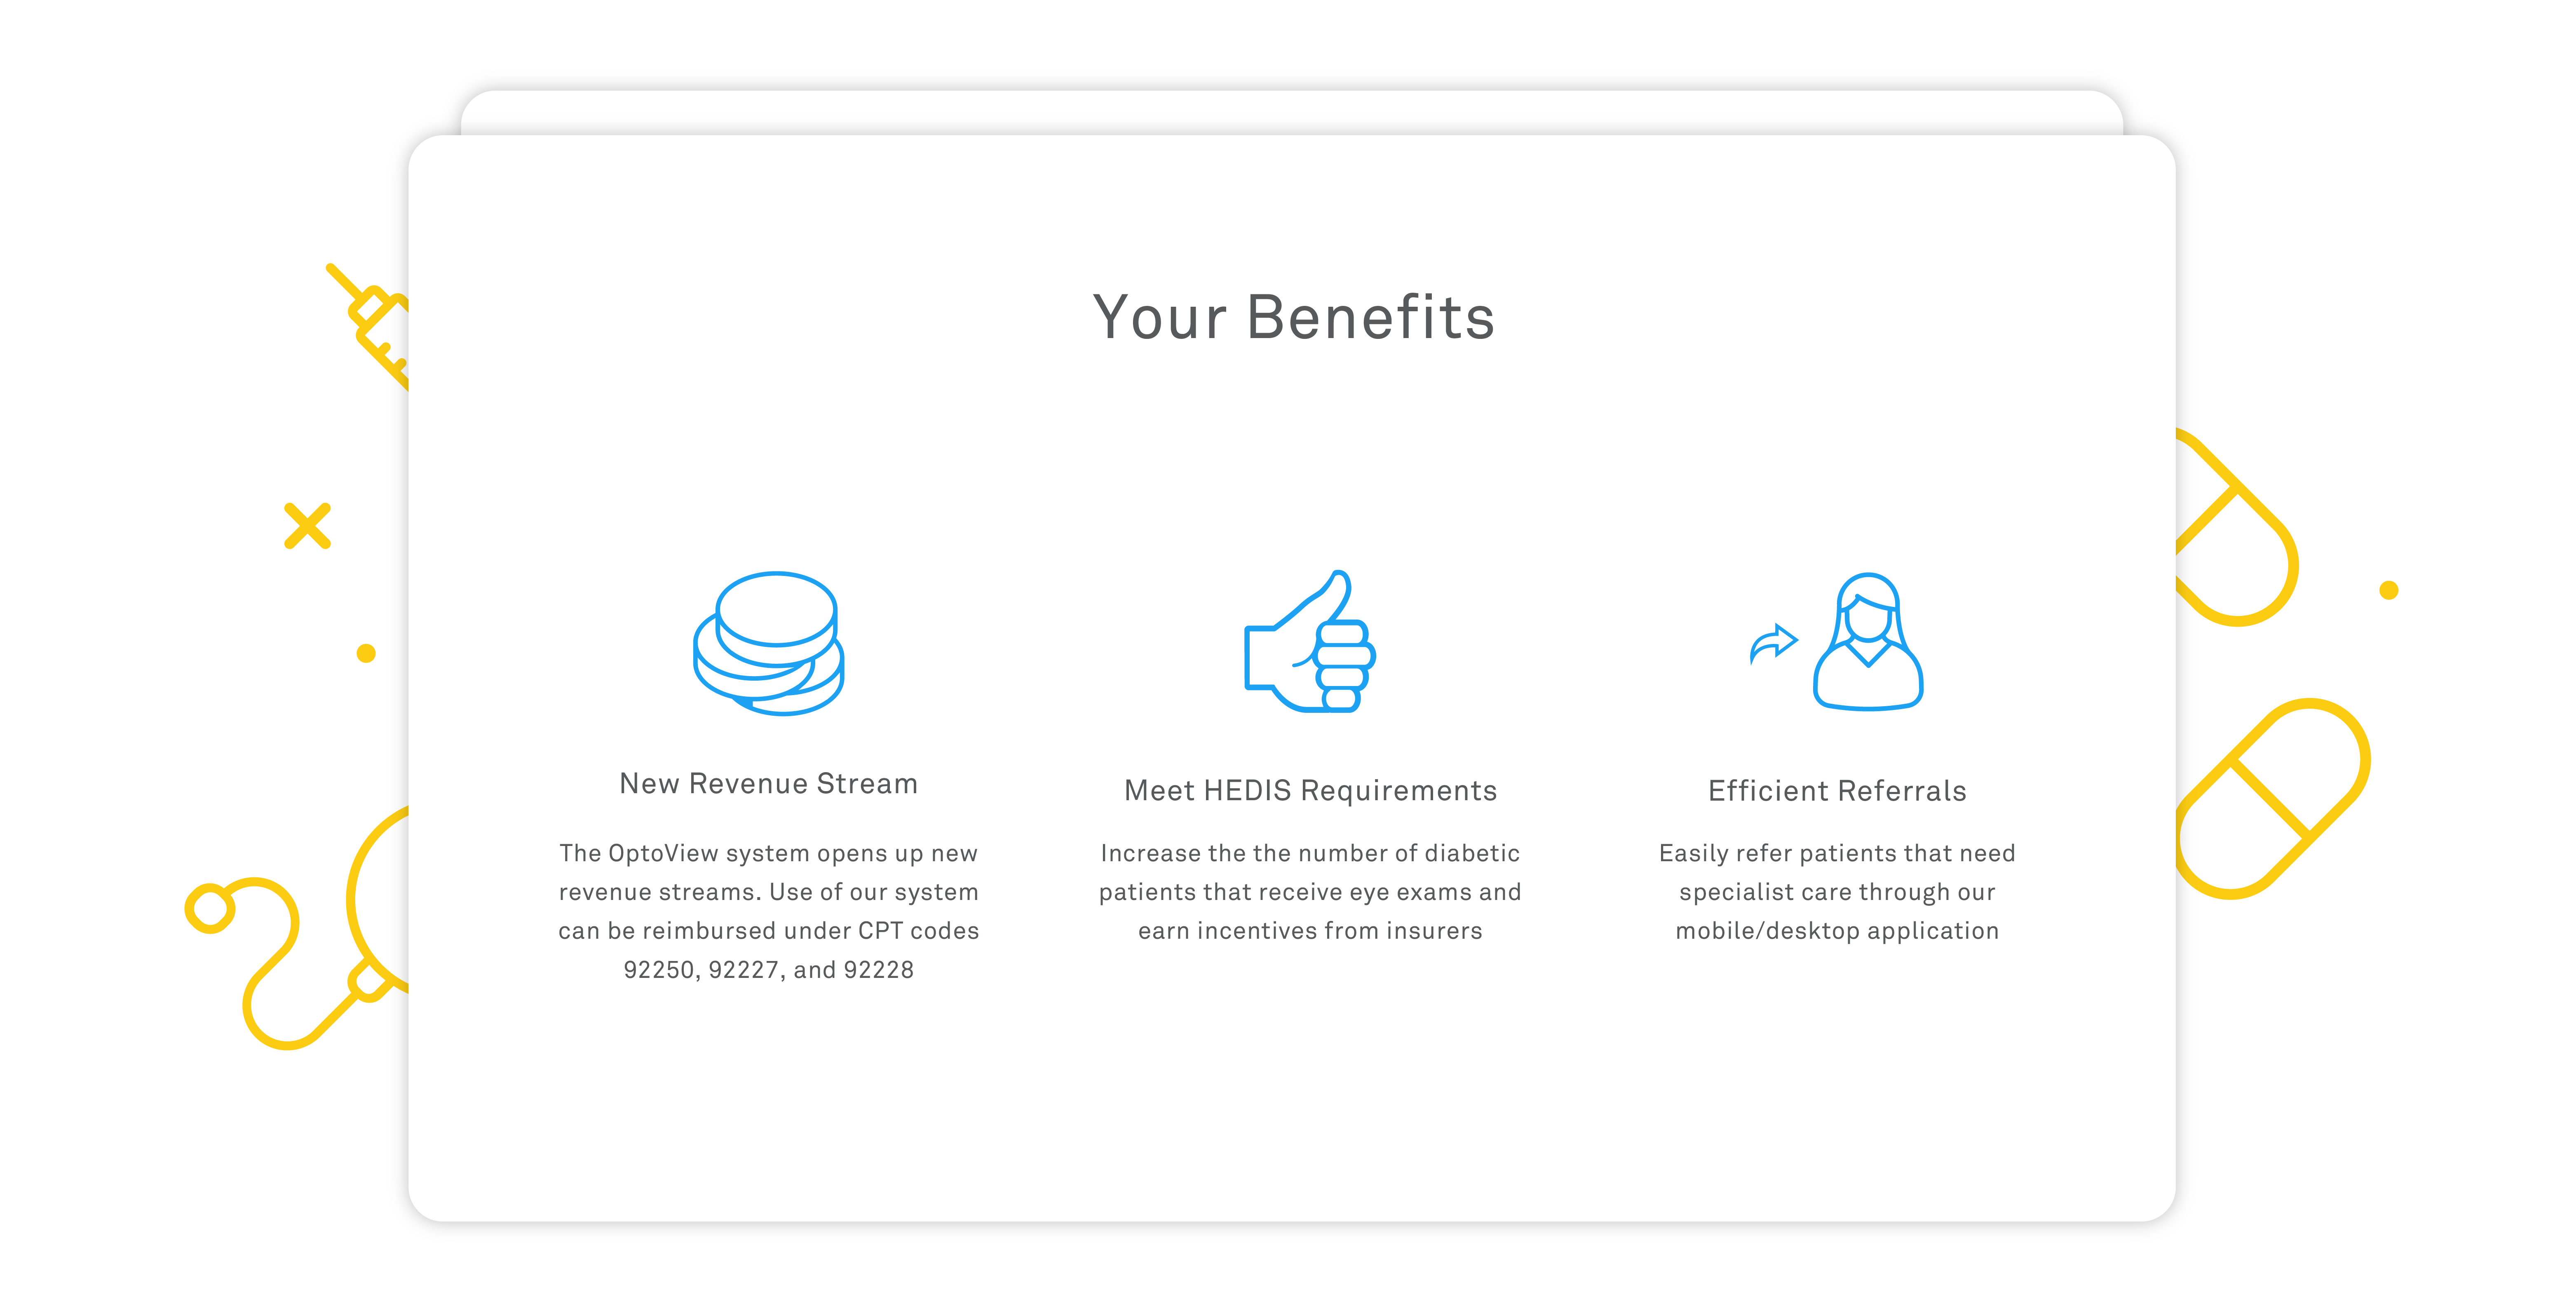 Your Benefits
New Revenue Stream
The OptoView system opens up new
revenue streams. Use of our system
can be reimbursed under CPT codes
92250, 92227, and 92228
Meet HEDIS Requirements
Increase the the number of diabetic
patients that receive eye exams and
earn incentives from insurers
Efficient Referrals
Easily refer patients that need
specialist care through our
mobile/desktop application